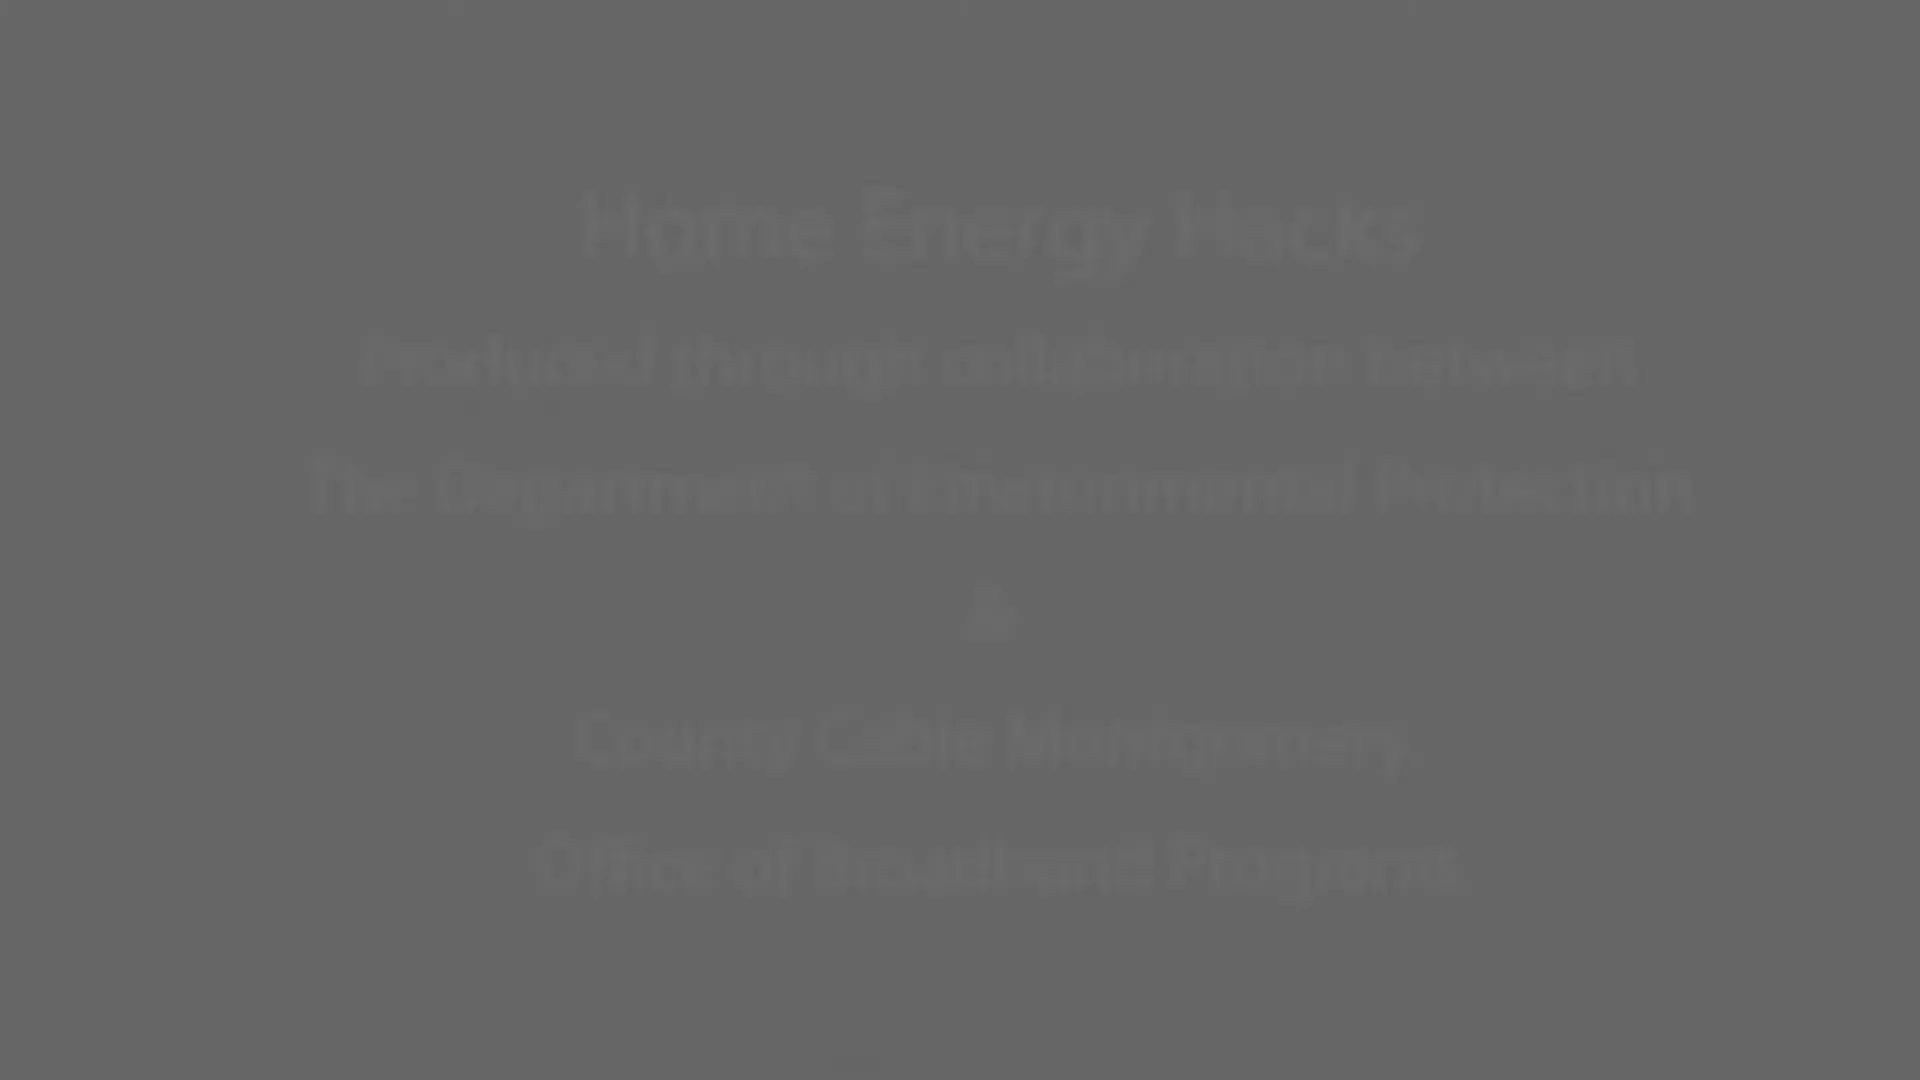 Home Energy Hacks
Produced through collaboration between
The Department of Environmental Protection
&
County Cable Montgomery,
Office of Broadband Programs